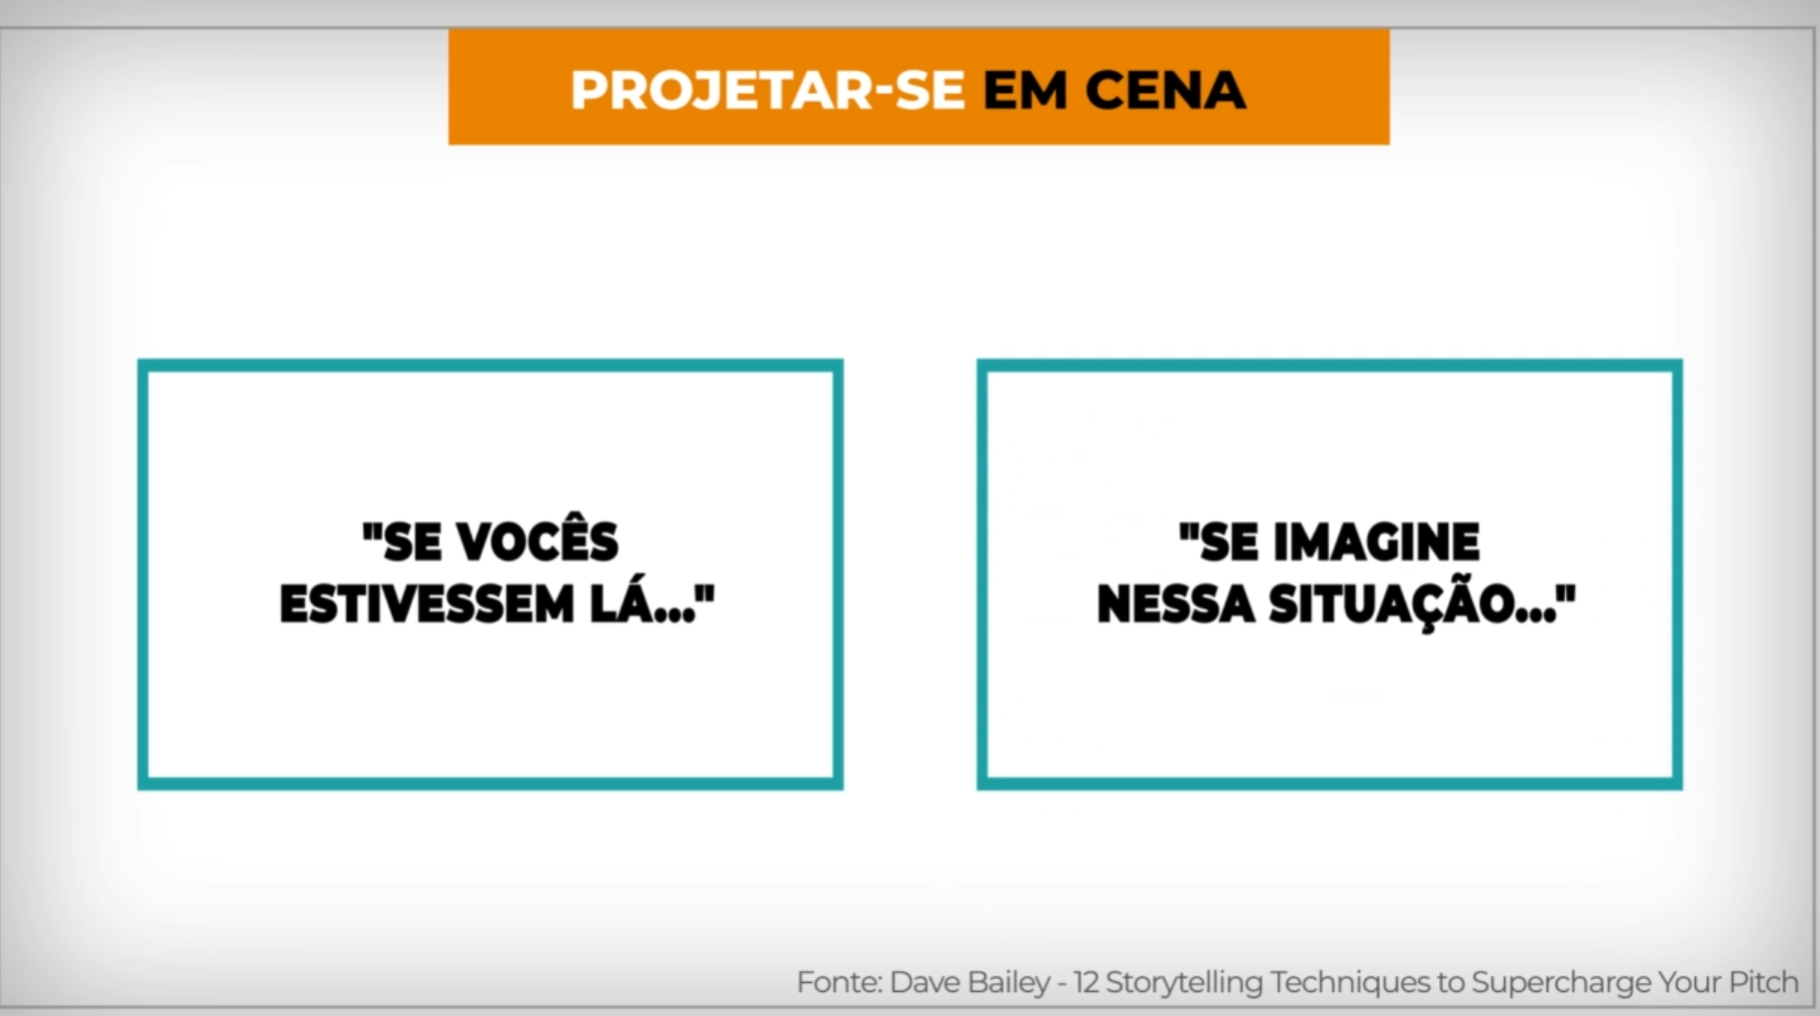 PROJETAR-SE EM CENA
"SE VOCÊS
ESTIVESSEM LÁ..."
"SE IMAGINE
NESSA SITUAÇÃO..."
Fonte: Dave Bailey - 12 Storytelling Techniques to Supercharge Your Pitch